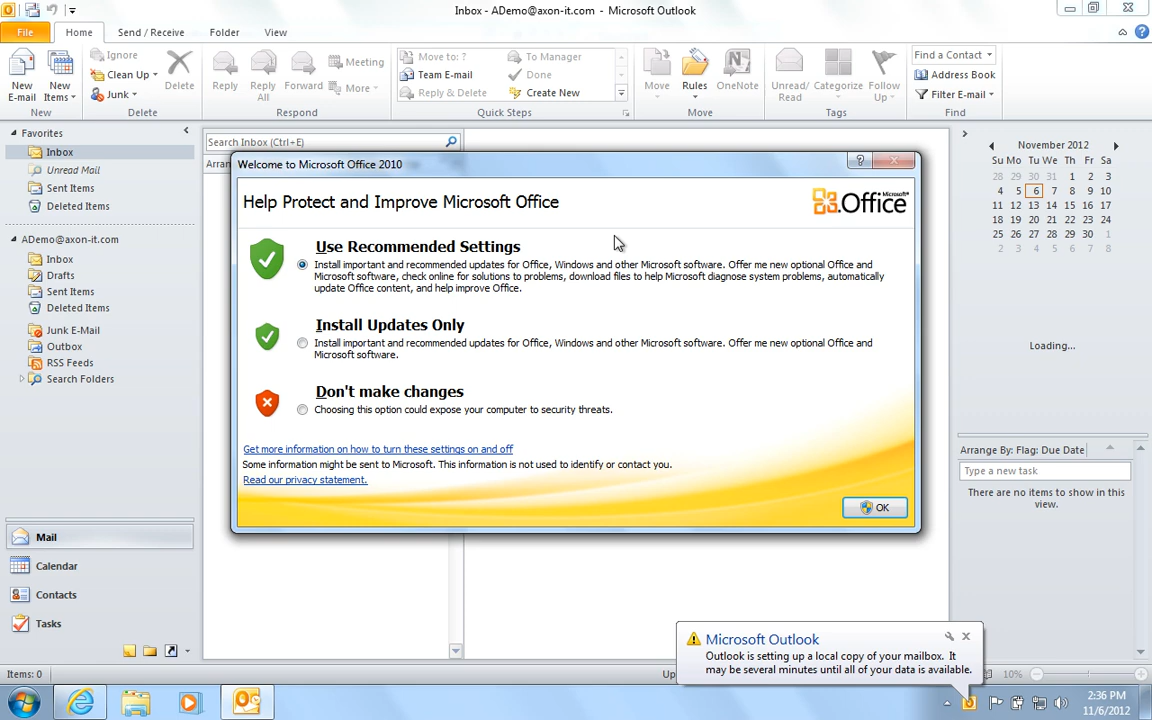 Inbox - ADemo@axon-it.com - Microsoft Outlook
File Home Send / Receive Folder View
New E-mail
New Items
New
Ignore
Clean Up
Junk
Delete
Delete
Reply
Reply All
Forward
Meeting
More
Respond
Move to: ?
Team E-mail
Reply & Delete
To Manager
Done
Create New
Quick Steps
Move
Rules
OneNote
Move
Unread/ Read
Categorize
Follow Up
Tags
Find a Contact
Address Book
Filter E-mail
Find
Favorites
Inbox
Unread Mail
Sent Items
Deleted Items
ADemo@axon-it.com
Inbox
Drafts
Sent Items
Deleted Items
Junk E-Mail
Outbox
RSS Feeds
Search Folders
Mail
Calendar
Contacts
Tasks
Search Inbox (Ctrl+E)
Welcome to Microsoft Office 2010
Help Protect and Improve Microsoft Office
Microsoft
Office
Use Recommended Settings
Install important and recommended updates for Office, Windows and other Microsoft software. Offer me new optional Office and
Microsoft software, check online for solutions to problems, download files to help Microsoft diagnose system problems, automatically
update Office content, and help improve Office.
Install Updates Only
Install important and recommended updates for Office, Windows and other Microsoft software. Offer me new optional Office and
Microsoft software.
Don't make changes
Choosing this option could expose your computer to security threats.
Get more information on how to turn these settings on and off
Some information might be sent to Microsoft. This information is not used to identify or contact you.
Read our privacy statement.
OK
November 2012
Su Mo Tu We Th Fr Sa
28 29 30 31 1 2 3
4 5 6 7 8 9 10
11 12 13 14 15 16 17
18 19 20 21 22 23 24
25 26 27 28 29 30 1
2 3 4 5 6 7 8
Loading...
Arrange By: Flag: Due Date
Type a new task
There are no items to show in this
view.
Microsoft Outlook
Outlook is setting up a local copy of your mailbox. It
may be several minutes until all of your data is available.
Items: 0
10%
2:36 PM
11/6/2012